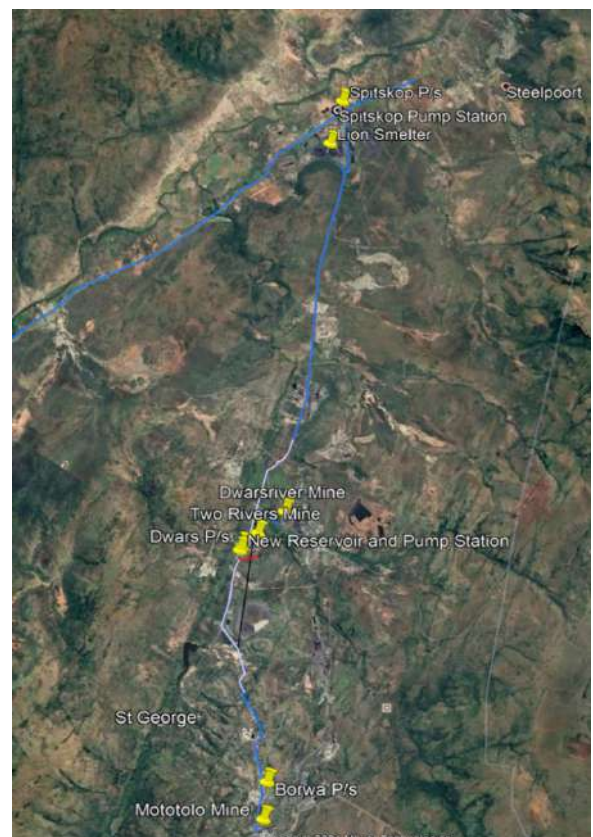 Spitskop P/s
Steelpoort
Spitskop Pump Station
Lion Smelter
Dwarsriver Mine
Two Rivers Mine
Dwars P/s
New Reservoir and Pump Station
St George
Borwa P/s
Mototolo Mine